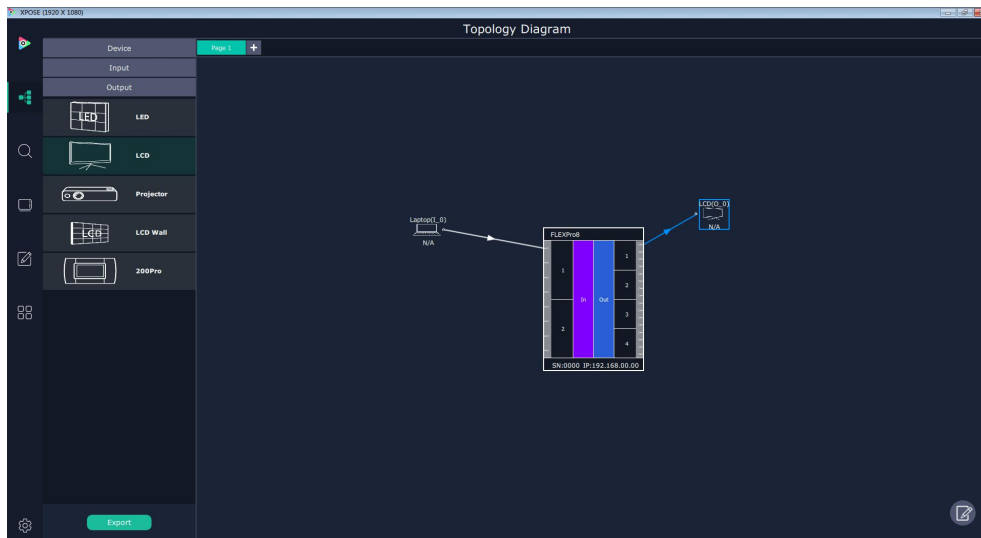 XPOSE (1920 X 1080)
Topology Diagram
Device
Page 1 +
Input
Output
LED LED
LCD
Projector
LCD LCD Wall
200Pro
Export
Laptop(I_0)
N/A
FLEXPro8
1
2
In
Out
1
2
3
4
SN:0000 IP:192.168.00.00
LCD(O_0)
N/A